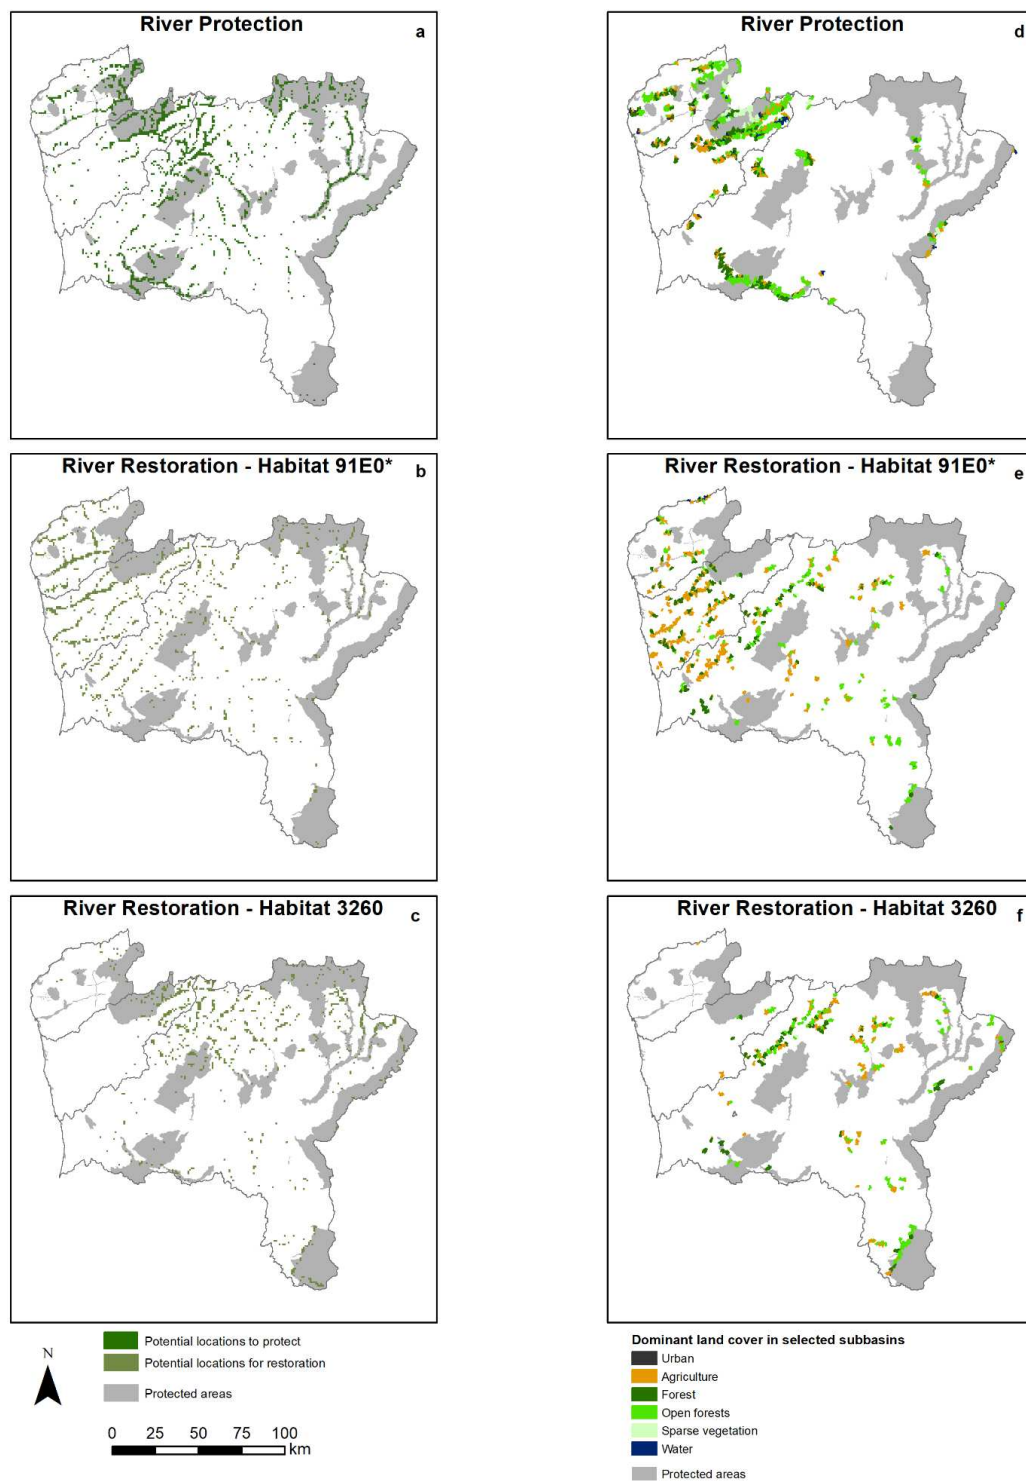 River Protection
a
River Protection
d
River Restoration - Habitat 91E0*
b
River Restoration - Habitat 91E0*
e
River Restoration - Habitat 3260
c
River Restoration - Habitat 3260
f
N
Potential locations to protect
Potential locations for restoration
Protected areas
0 25 50 75 100
km
Dominant land cover in selected subbasins
Urban
Agriculture
Forest
Open forests
Sparse vegetation
Water
Protected areas